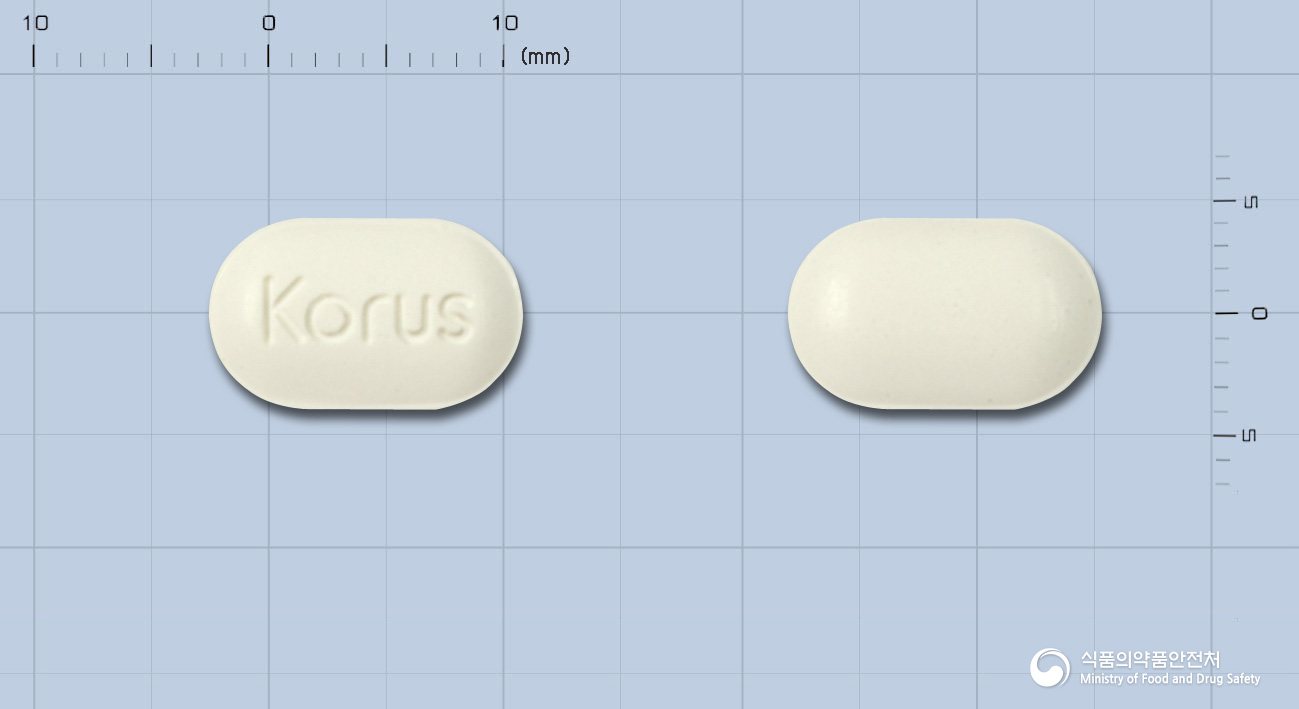 10 0 10
(mm)
Korus
5
0
5
식품의약품안전처
Ministry of Food and Drug Safety